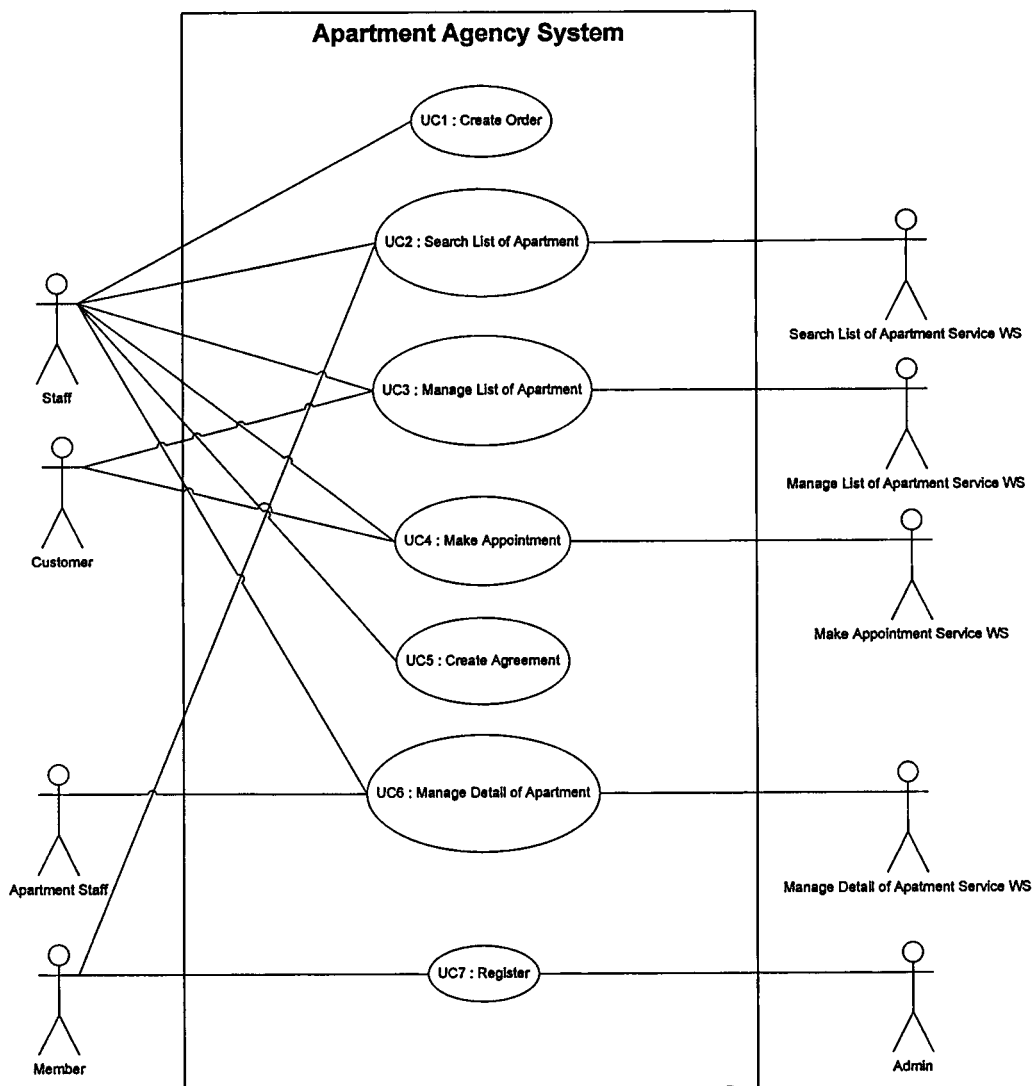 Apartment Agency System
UC1 : Create Order
UC2 : Search List of Apartment
Search List of Apartment Service WS
Staff
UC3 : Manage List of Apartment
Manage List of Apartment Service WS
Customer
UC4 : Make Appointment
Make Appointment Service WS
UC5 : Create Agreement
UC6 : Manage Detail of Apartment
Apartment Staff
Manage Detail of Apatment Service WS
UC7 : Register
Member
Admin